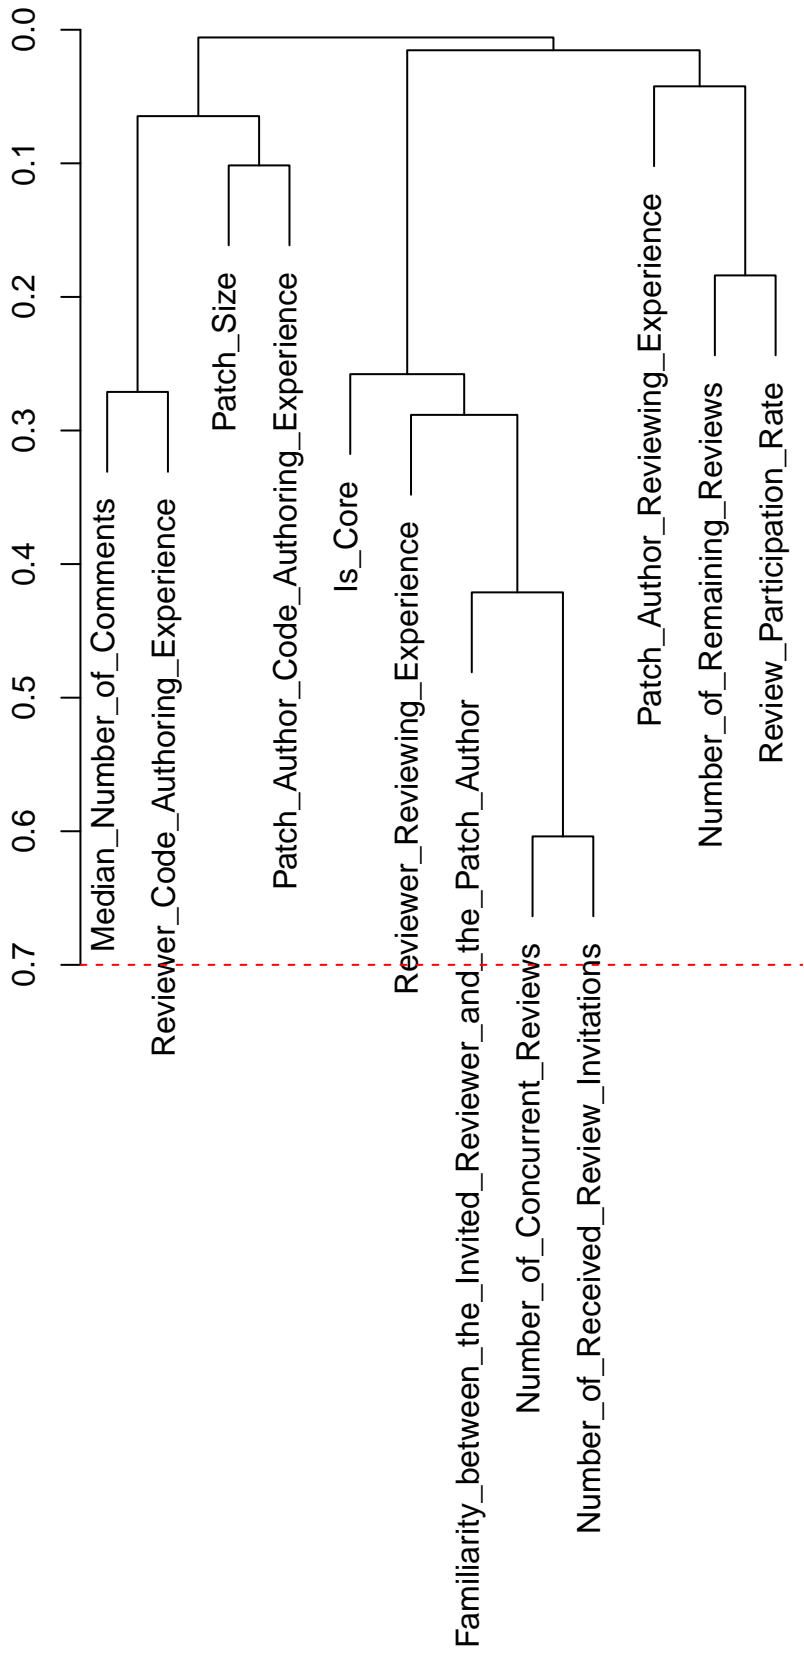 0.0
0.1
0.2
0.3
0.4
0.5
0.6
0.7
Median_Number_of_Comments
Reviewer_Code_Authoring_Experience
Patch_Size
Patch_Author_Code_Authoring_Experience
Is_Core
Reviewer_Reviewing_Experience
Familiarity_between_the_Invited_Reviewer_and_the_Patch_Author
Number_of_Concurrent_Reviews
Number_of_Received_Review_Invitations
Patch_Author_Reviewing_Experience
Number_of_Remaining_Reviews
Review_Participation_Rate